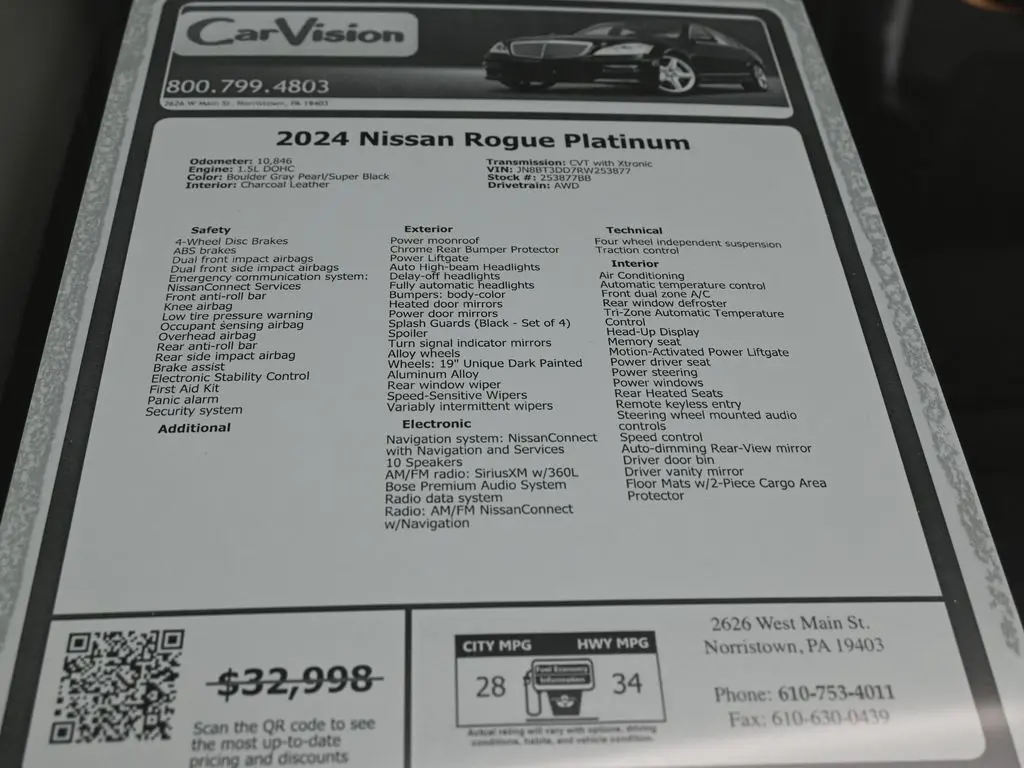 CarVision
800.799.4803
2626 W Main St. Norristown, PA 19403
2024 Nissan Rogue Platinum
Odometer: 10,846
Engine: 1.5L DOHC
Color: Boulder Gray Pearl/Super Black
Interior: Charcoal Leather
Transmission: CVT with Xtronic
VIN: JN8BT3DD7RW253877
Stock #: 253877BB
Drivetrain: AWD
Safety
4-Wheel Disc Brakes
ABS brakes
Dual front impact airbags
Dual front side impact airbags
Emergency communication system:
NissanConnect Services
Front anti-roll bar
Knee airbag
Low tire pressure warning
Occupant sensing airbag
Overhead airbag
Rear anti-roll bar
Rear side impact airbag
Brake assist
Electronic Stability Control
First Aid Kit
Panic alarm
Security system
Additional
Exterior
Power moonroof
Chrome Rear Bumper Protector
Power Liftgate
Auto High-beam Headlights
Delay-off headlights
Fully automatic headlights
Bumpers: body-color
Heated door mirrors
Power door mirrors
Splash Guards (Black - Set of 4)
Spoiler
Turn signal indicator mirrors
Alloy wheels
Wheels: 19" Unique Dark Painted
Aluminum Alloy
Rear window wiper
Speed-Sensitive Wipers
Variably intermittent wipers
Electronic
Navigation system: NissanConnect
with Navigation and Services
10 Speakers
AM/FM radio: SiriusXM w/360L
Bose Premium Audio System
Radio data system
Radio: AM/FM NissanConnect
w/Navigation
Technical
Four wheel independent suspension
Traction control
Interior
Air Conditioning
Automatic temperature control
Front dual zone A/C
Rear window defroster
Tri-Zone Automatic Temperature
Control
Head-Up Display
Memory seat
Motion-Activated Power Liftgate
Power driver seat
Power steering
Power windows
Rear Heated Seats
Remote keyless entry
Steering wheel mounted audio
controls
Speed control
Auto-dimming Rear-View mirror
Driver door bin
Driver vanity mirror
Floor Mats w/2-Piece Cargo Area
Protector
$32,998
Scan the QR code to see
the most up-to-date
pricing and discounts
CITY MPG
HWY MPG
Fuel Economy
Information
28
34
Actual rating will vary with options, driving
conditions, habits, and vehicle condition.
2626 West Main St.
Norristown, PA 19403
Phone: 610-753-4011
Fax: 610-630-0439